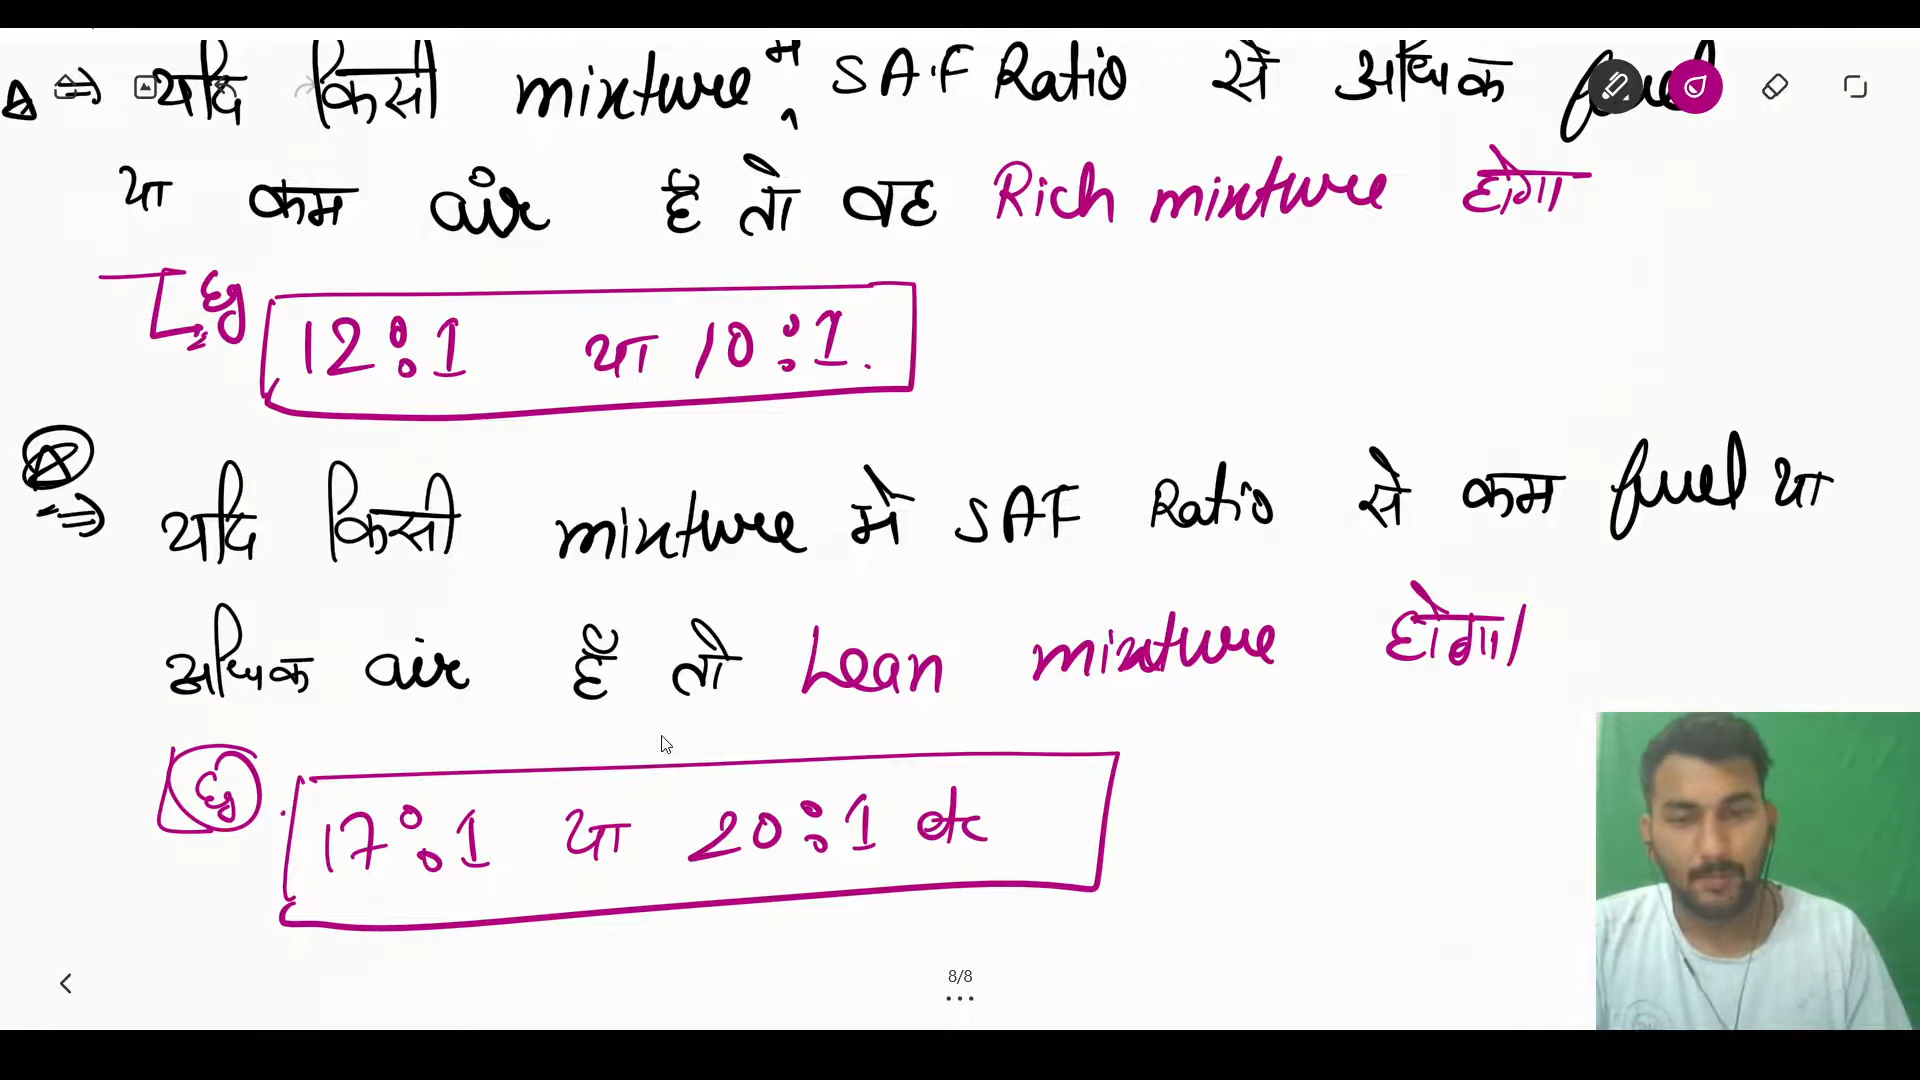 ⇒ यदि किसी mixture में SAF Ratio से अधिक fuel
या कम air है तो वह Rich mixture होगा
Eg 12:1 या 10:1.
⇒ यदि किसी mixture में SAF Ratio से कम fuel या
अधिक air है तो Lean mixture होगा।
Eg 17:1 या 20:1 etc
8/8